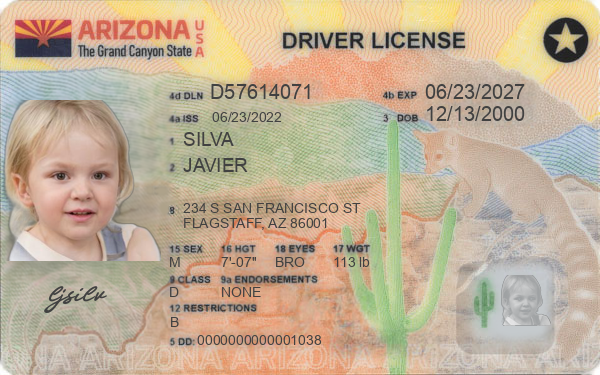 ARIZONA USA
The Grand Canyon State
DRIVER LICENSE
4d DLN D57614071
4b EXP 06/23/2027
4a ISS 06/23/2022
3 DOB 12/13/2000
1 SILVA
2 JAVIER
8 234 S SAN FRANCISCO ST
FLAGSTAFF, AZ 86001
15 SEX 16 HGT 18 EYES 17 WGT
M 7'-07" BRO 113 lb
9 CLASS 9a ENDORSEMENTS
D NONE
12 RESTRICTIONS
B
Gjsilv
5 DD: 0000000000001038
ARIZONA ARIZONA ARIZONA ARIZONA